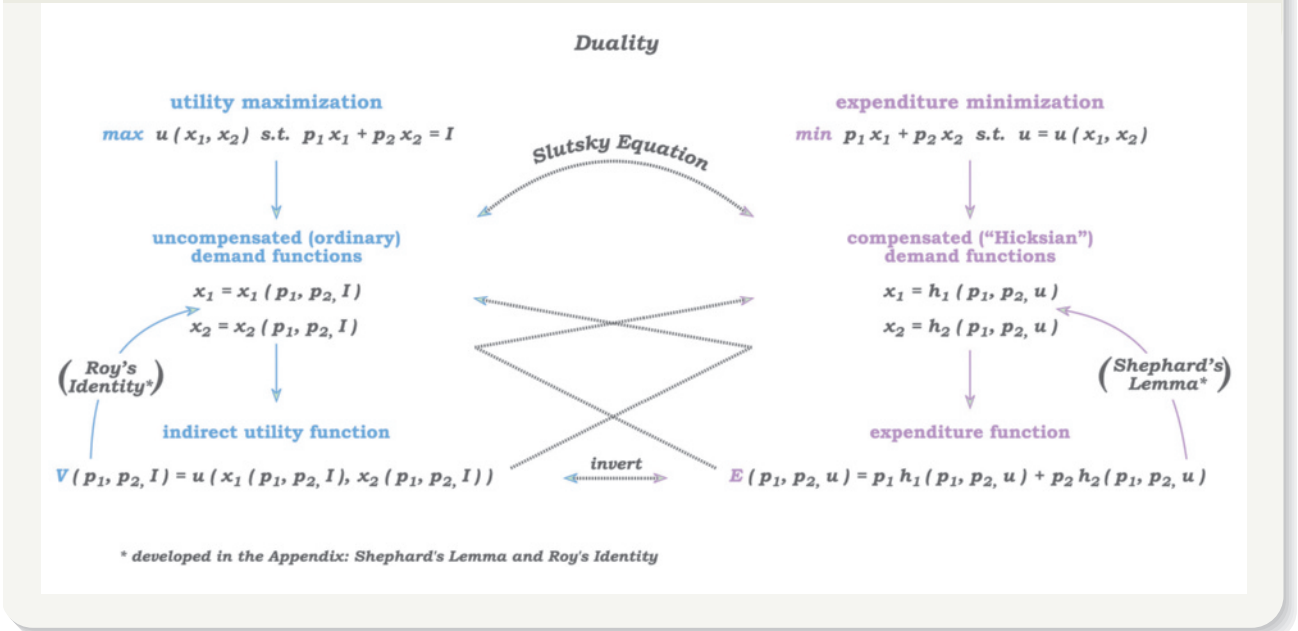 Duality
utility maximization
max u ( x₁, x₂ ) s.t. p₁ x₁ + p₂ x₂ = I
expenditure minimization
min p₁ x₁ + p₂ x₂ s.t. u = u ( x₁, x₂ )
Slutsky Equation
uncompensated (ordinary)
demand functions
x₁ = x₁ ( p₁, p₂, I )
x₂ = x₂ ( p₁, p₂, I )
compensated (“Hicksian”)
demand functions
x₁ = h₁ ( p₁, p₂, u )
x₂ = h₂ ( p₁, p₂, u )
(Roy's
Identity*)
(Shephard's
Lemma*)
indirect utility function
V ( p₁, p₂, I ) = u ( x₁ ( p₁, p₂, I ), x₂ ( p₁, p₂, I ) )
invert
expenditure function
E ( p₁, p₂, u ) = p₁ h₁ ( p₁, p₂, u ) + p₂ h₂ ( p₁, p₂, u )
* developed in the Appendix: Shephard's Lemma and Roy's Identity